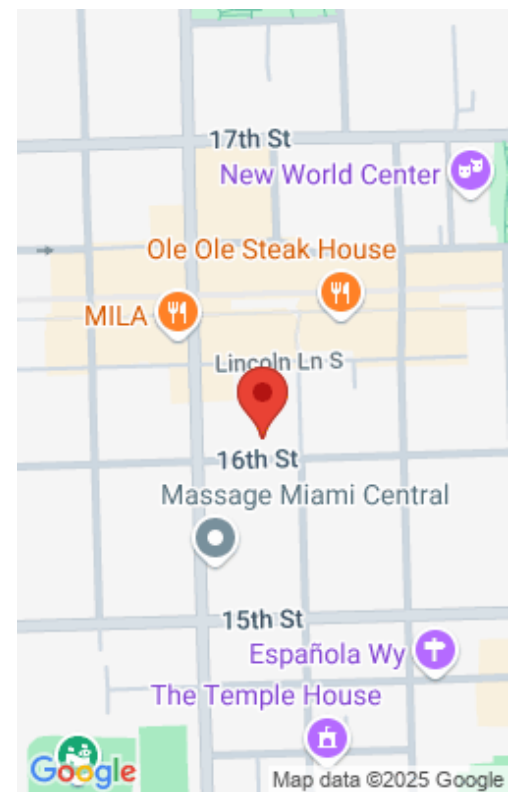 17th St
New World Center
Ole Ole Steak House
MILA
Lincoln Ln S
16th St
Massage Miami Central
15th St
Española Wy
The Temple House
Google
Map data ©2025 Google